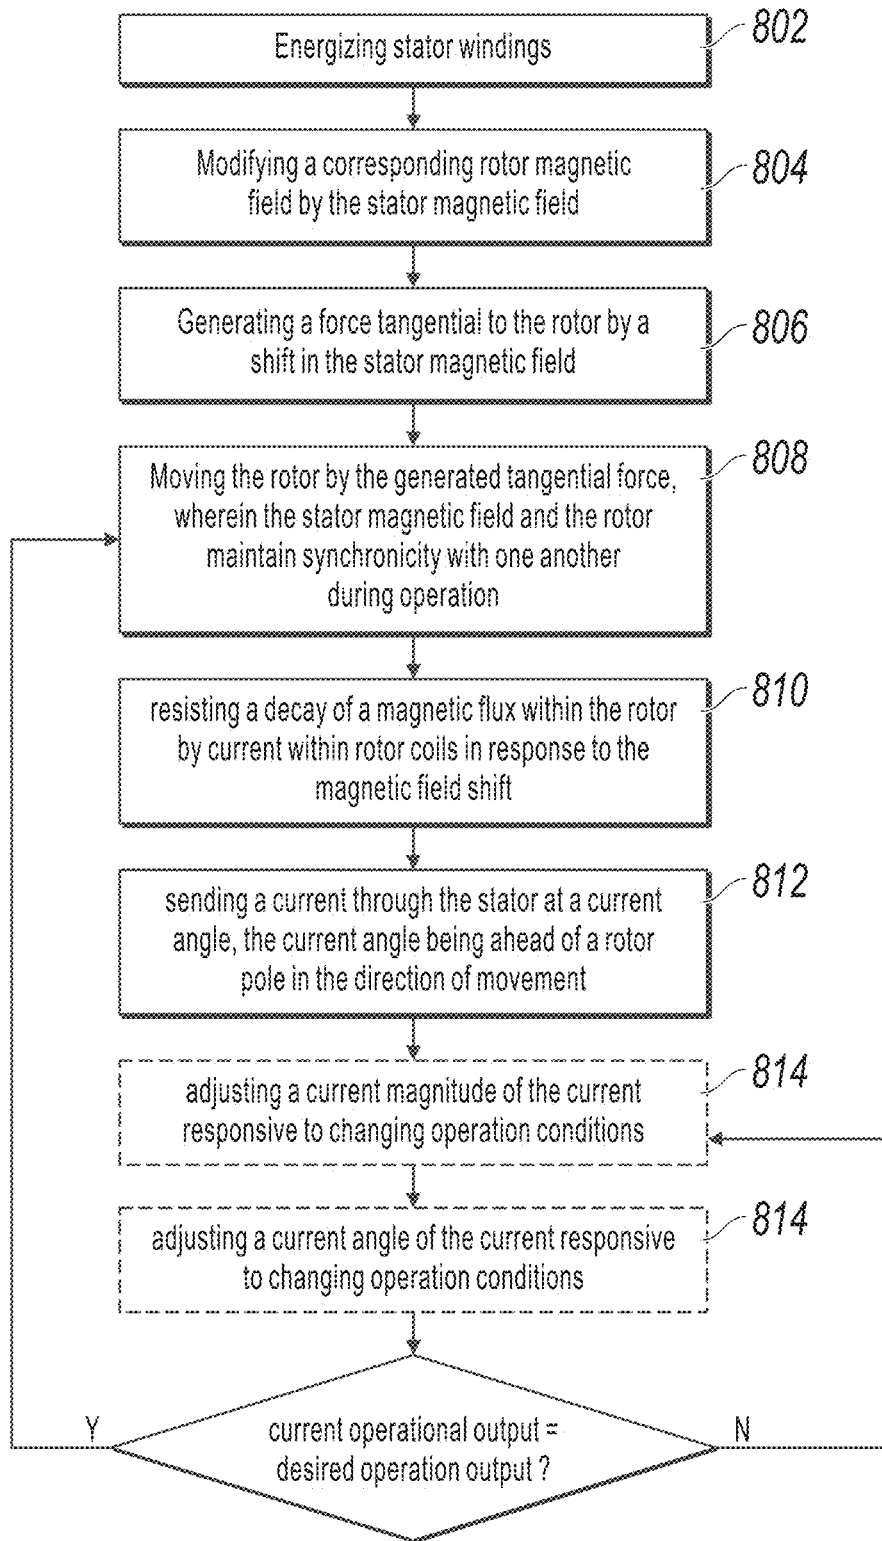 Energizing stator windings
802
Modifying a corresponding rotor magnetic
field by the stator magnetic field
804
Generating a force tangential to the rotor by a
shift in the stator magnetic field
806
Moving the rotor by the generated tangential force,
wherein the stator magnetic field and the rotor
maintain synchronicity with one another
during operation
808
resisting a decay of a magnetic flux within the rotor
by current within rotor coils in response to the
magnetic field shift
810
sending a current through the stator at a current
angle, the current angle being ahead of a rotor
pole in the direction of movement
812
adjusting a current magnitude of the current
responsive to changing operation conditions
814
adjusting a current angle of the current responsive
to changing operation conditions
814
Y
current operational output =
desired operation output ?
N